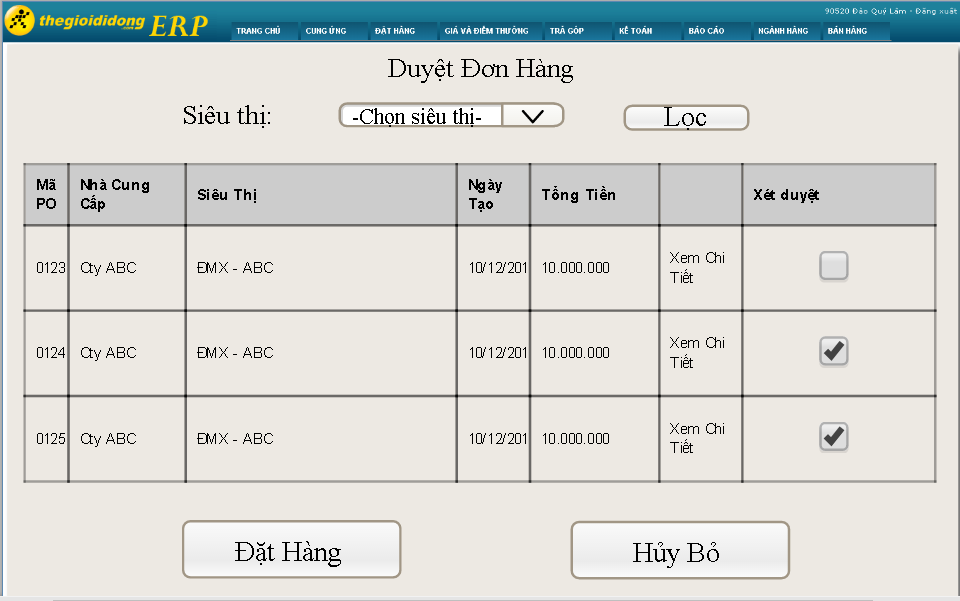 thegioididong.com ERP
90520 Đào Quý Lâm - Đăng xuất
TRANG CHỦ CUNG ỨNG ĐẶT HÀNG GIÁ VÀ ĐIỂM THƯỞNG TRẢ GÓP KẾ TOÁN BÁO CÁO NGÀNH HÀNG BÁN HÀNG
Duyệt Đơn Hàng
Siêu thị: -Chọn siêu thị- Lọc
Mã PO Nhà Cung Cấp Siêu Thị Ngày Tạo Tổng Tiền Xét duyệt
0123 Cty ABC ĐMX - ABC 10/12/201 10.000.000 Xem Chi Tiết
0124 Cty ABC ĐMX - ABC 10/12/201 10.000.000 Xem Chi Tiết
0125 Cty ABC ĐMX - ABC 10/12/201 10.000.000 Xem Chi Tiết
Đặt Hàng Hủy Bỏ